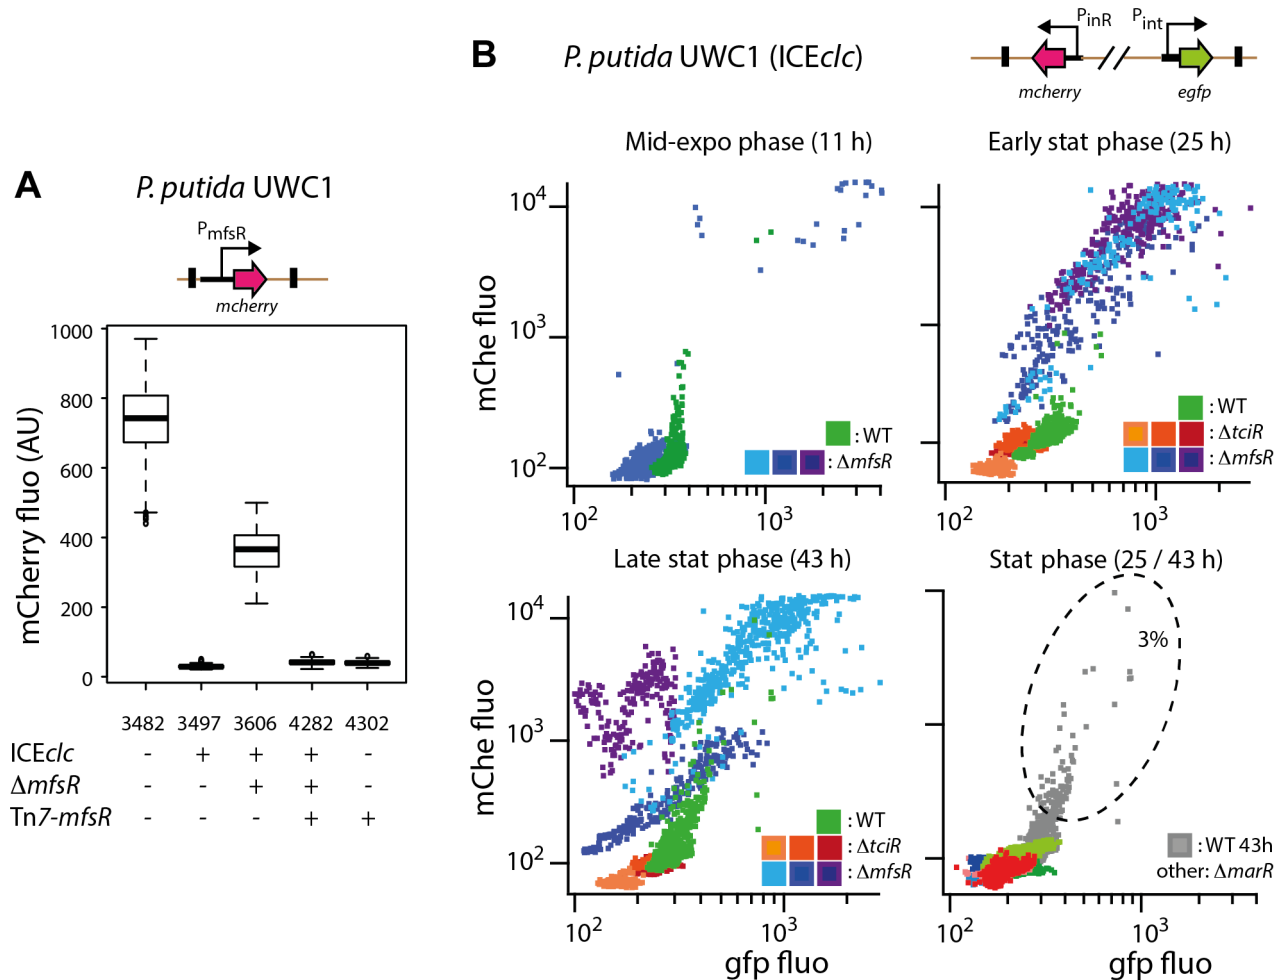 A
P. putida UWC1
PmfsR
mcherry
mCherry fluo (AU)
1000
800
600
400
200
0
3482 3497 3606 4282 4302
ICEclc - + + + -
ΔmfsR - - + + -
Tn7-mfsR - - - + +
B
P. putida UWC1 (ICEclc)
PinR Pint
mcherry egfp
Mid-expo phase (11 h)
mChe fluo
10^4
10^3
10^2
10^2 10^3
: WT
: ΔmfsR
Early stat phase (25 h)
: WT
: ΔtciR
: ΔmfsR
10^2 10^3
Late stat phase (43 h)
mChe fluo
10^4
10^3
10^2
: WT
: ΔtciR
: ΔmfsR
10^2 10^3
gfp fluo
Stat phase (25 / 43 h)
3%
: WT 43h
other: ΔmarR
10^2 10^3
gfp fluo